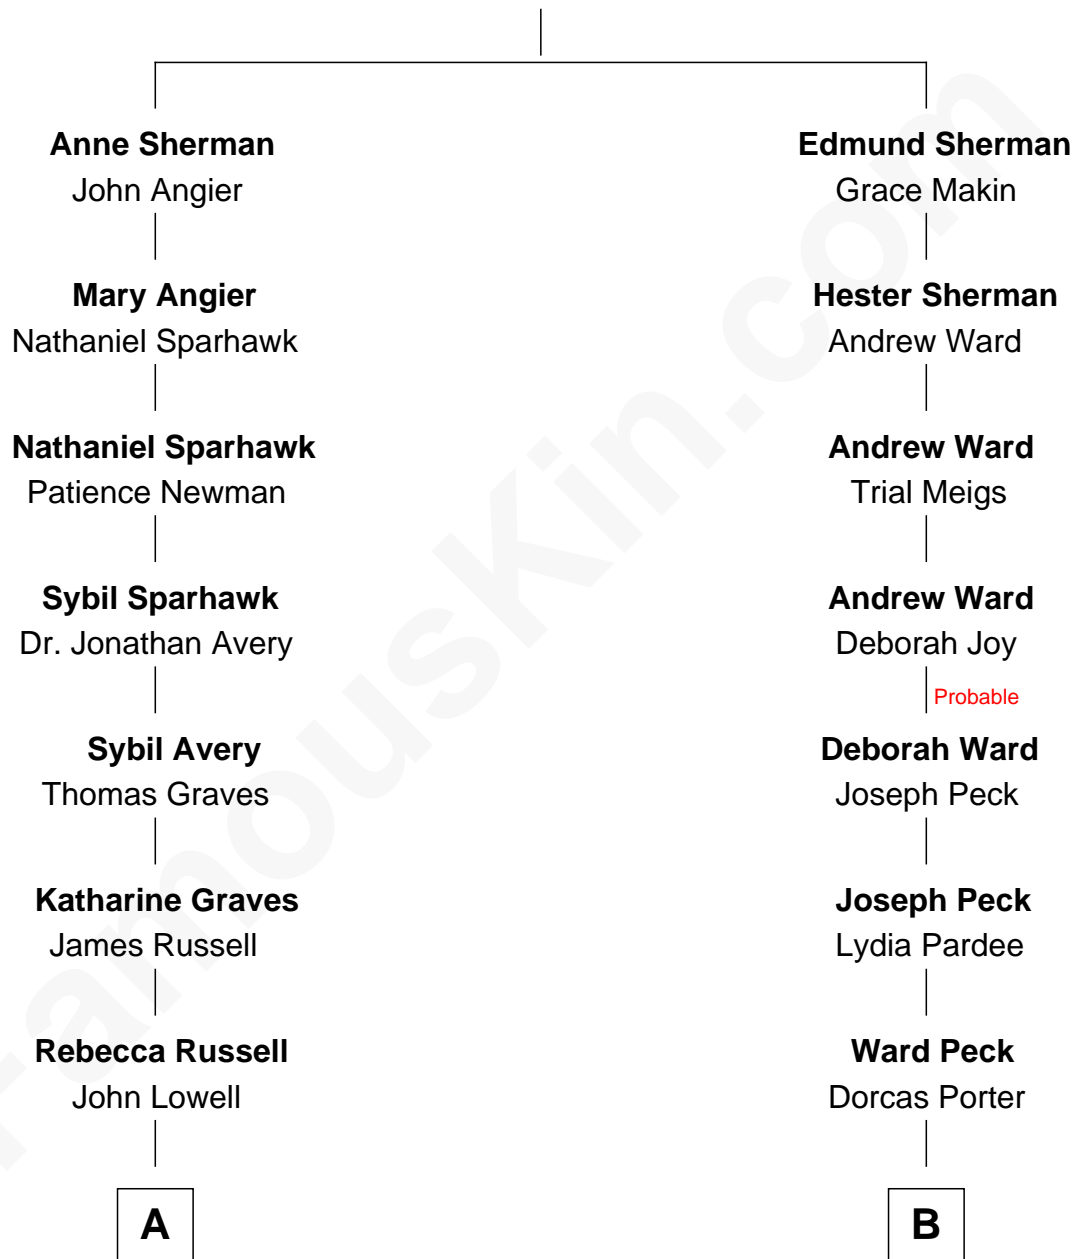 Anne Sherman
John Angier
Mary Angier
Nathaniel Sparhawk
Nathaniel Sparhawk
Patience Newman
Sybil Sparhawk
Dr. Jonathan Avery
Sybil Avery
Thomas Graves
Katharine Graves
James Russell
Rebecca Russell
John Lowell
A
Edmund Sherman
Grace Makin
Hester Sherman
Andrew Ward
Andrew Ward
Trial Meigs
Andrew Ward
Deborah Joy
Probable
Deborah Ward
Joseph Peck
Joseph Peck
Lydia Pardee
Ward Peck
Dorcas Porter
B
FamousKin.com